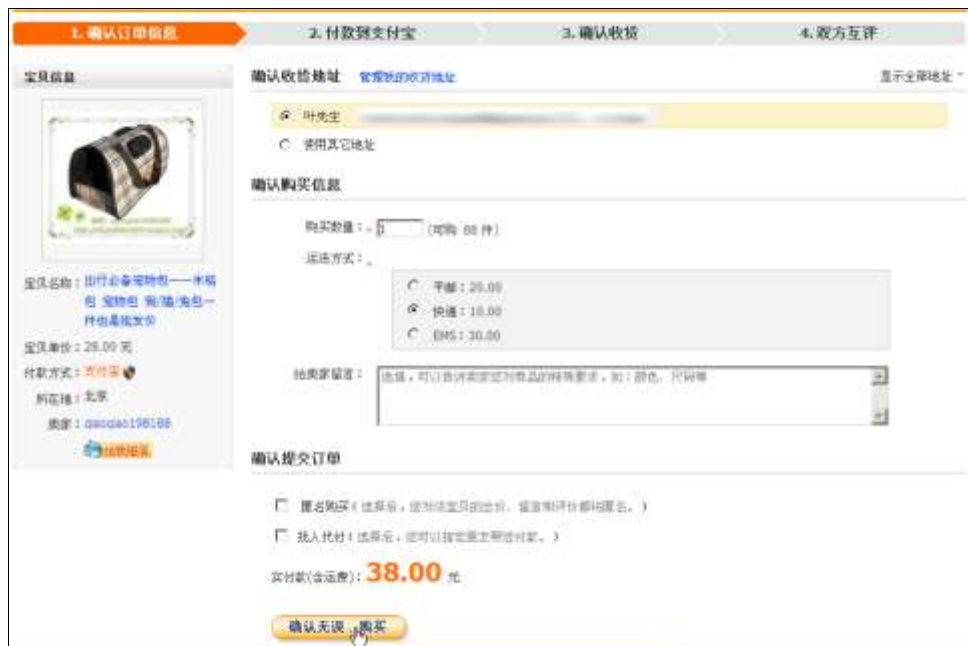 1. 确认订单信息
2. 付款到支付宝
3. 确认收货
4. 双方互评
宝贝信息
宝贝名称：出行必备宠物包——米格
包 宠物包 狗/猫/兔包一
件也是批发价
宝贝单价：28.00 元
付款方式：支付宝
所在地：北京
卖家：qiaoqiao198188
给我留言
确认收货地址 管理我的收货地址
显示全部地址
叶先生
使用其它地址
确认购买信息
购买数量： 1 (可购 88 件)
运送方式：
平邮：20.00
快递：10.00
EMS：30.00
给卖家留言：
选填，可以告诉卖家您对商品的特殊要求，如：颜色、尺码等
确认提交订单
匿名购买（选择后，您对该宝贝的出价、留言和评价都将匿名。）
找人代付（选择后，您可以指定朋友帮您付款。）
实付款(含运费)：38.00 元
确认无误，购买